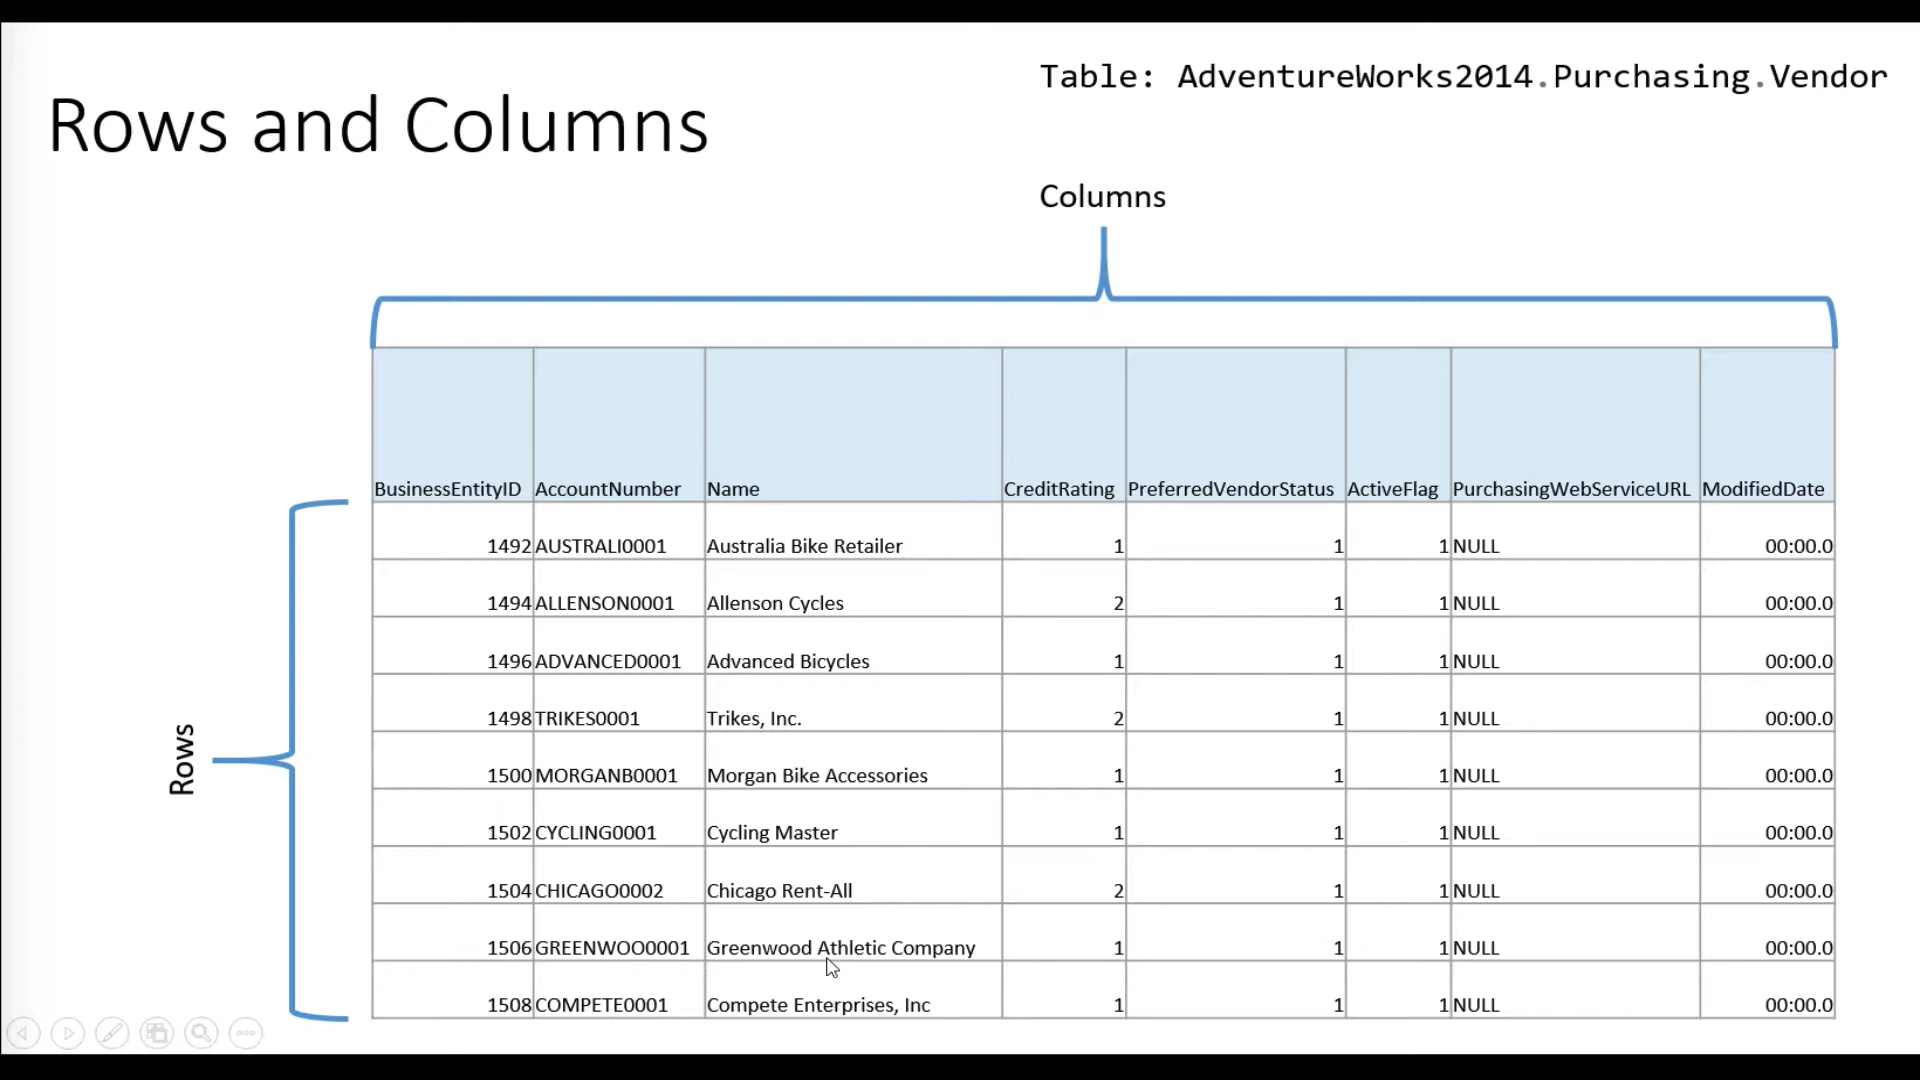 Table: AdventureWorks2014.Purchasing.Vendor
Rows and Columns
Columns
Rows
BusinessEntityID AccountNumber Name CreditRating PreferredVendorStatus ActiveFlag PurchasingWebServiceURL ModifiedDate
1492 AUSTRALI0001 Australia Bike Retailer 1 1 1 NULL 00:00.0
1494 ALLENSON0001 Allenson Cycles 2 1 1 NULL 00:00.0
1496 ADVANCED0001 Advanced Bicycles 1 1 1 NULL 00:00.0
1498 TRIKES0001 Trikes, Inc. 2 1 1 NULL 00:00.0
1500 MORGANB0001 Morgan Bike Accessories 1 1 1 NULL 00:00.0
1502 CYCLING0001 Cycling Master 1 1 1 NULL 00:00.0
1504 CHICAGO0002 Chicago Rent-All 2 1 1 NULL 00:00.0
1506 GREENWOO0001 Greenwood Athletic Company 1 1 1 NULL 00:00.0
1508 COMPETE0001 Compete Enterprises, Inc 1 1 1 NULL 00:00.0